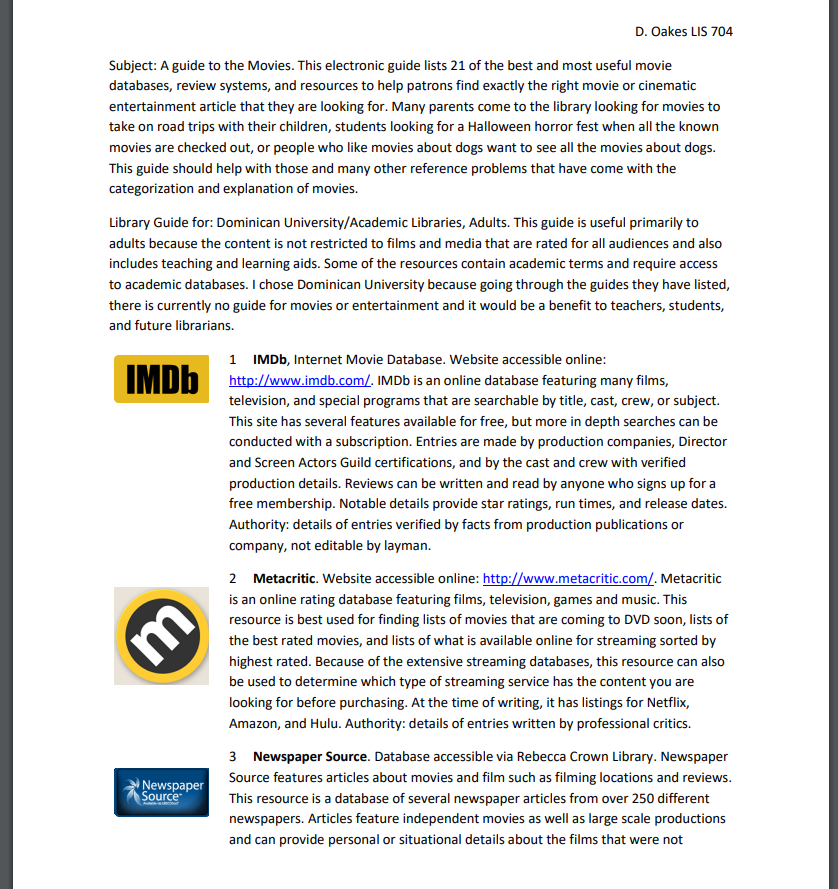 D. Oakes LIS 704
Subject: A guide to the Movies. This electronic guide lists 21 of the best and most useful movie
databases, review systems, and resources to help patrons find exactly the right movie or cinematic
entertainment article that they are looking for. Many parents come to the library looking for movies to
take on road trips with their children, students looking for a Halloween horror fest when all the known
movies are checked out, or people who like movies about dogs want to see all the movies about dogs.
This guide should help with those and many other reference problems that have come with the
categorization and explanation of movies.
Library Guide for: Dominican University/Academic Libraries, Adults. This guide is useful primarily to
adults because the content is not restricted to films and media that are rated for all audiences and also
includes teaching and learning aids. Some of the resources contain academic terms and require access
to academic databases. I chose Dominican University because going through the guides they have listed,
there is currently no guide for movies or entertainment and it would be a benefit to teachers, students,
and future librarians.
IMDb
1 IMDb, Internet Movie Database. Website accessible online:
http://www.imdb.com/. IMDb is an online database featuring many films,
television, and special programs that are searchable by title, cast, crew, or subject.
This site has several features available for free, but more in depth searches can be
conducted with a subscription. Entries are made by production companies, Director
and Screen Actors Guild certifications, and by the cast and crew with verified
production details. Reviews can be written and read by anyone who signs up for a
free membership. Notable details provide star ratings, run times, and release dates.
Authority: details of entries verified by facts from production publications or
company, not editable by layman.
m
2 Metacritic. Website accessible online: http://www.metacritic.com/. Metacritic
is an online rating database featuring films, television, games and music. This
resource is best used for finding lists of movies that are coming to DVD soon, lists of
the best rated movies, and lists of what is available online for streaming sorted by
highest rated. Because of the extensive streaming databases, this resource can also
be used to determine which type of streaming service has the content you are
looking for before purchasing. At the time of writing, it has listings for Netflix,
Amazon, and Hulu. Authority: details of entries written by professional critics.
Newspaper
Source
3 Newspaper Source. Database accessible via Rebecca Crown Library. Newspaper
Source features articles about movies and film such as filming locations and reviews.
This resource is a database of several newspaper articles from over 250 different
newspapers. Articles feature independent movies as well as large scale productions
and can provide personal or situational details about the films that were not